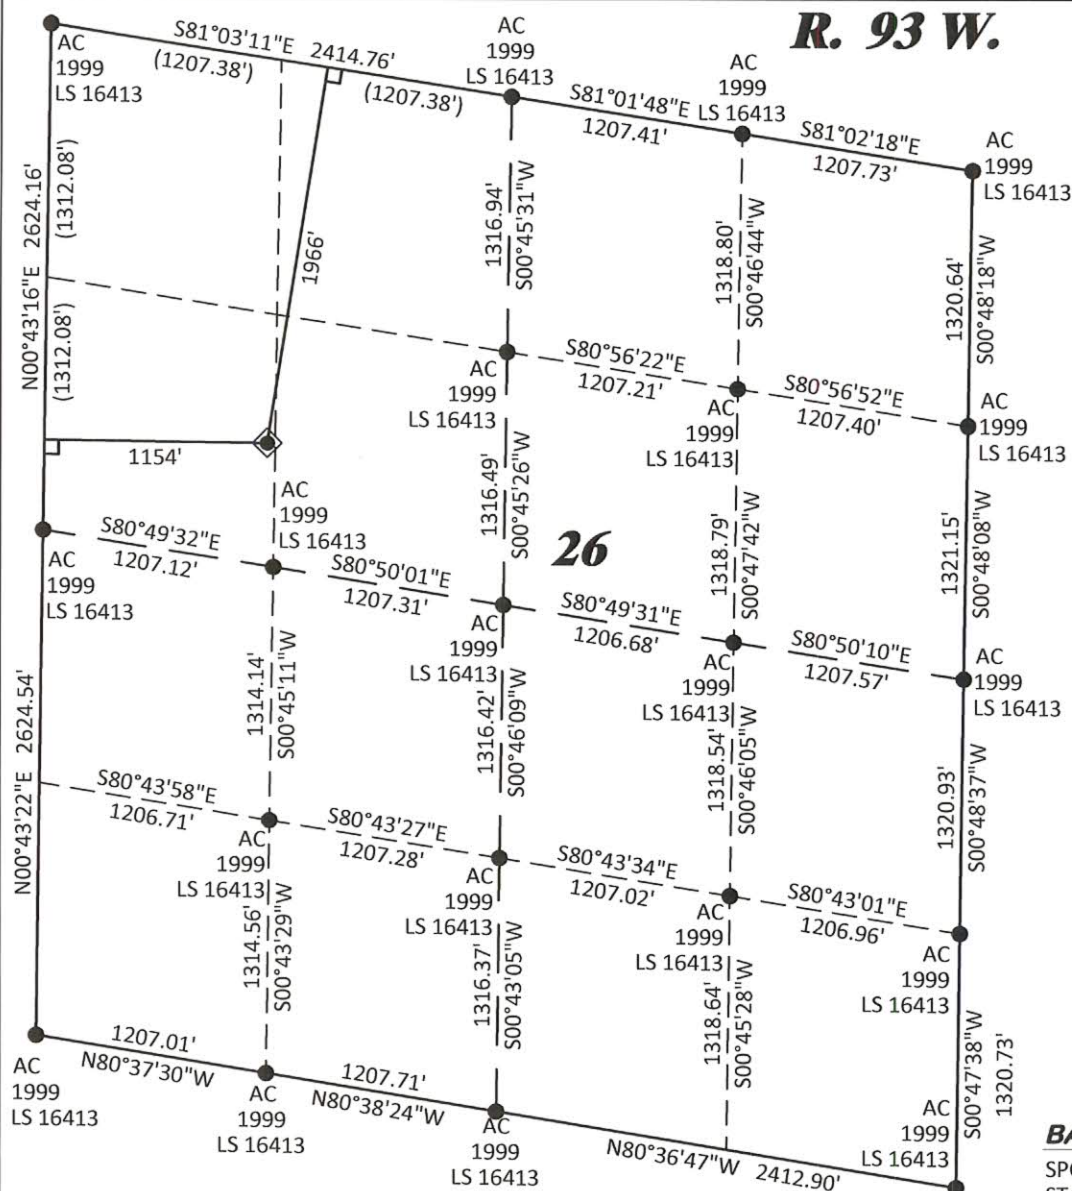 R. 93 W.
AC
1999
LS 16413
S81°03'11"E 2414.76'
(1207.38')
(1207.38')
AC
1999
LS 16413
S81°01'48"E
1207.41'
AC
1999
LS 16413
S81°02'18"E
1207.73'
AC
1999
LS 16413
N00°43'16"E 2624.16'
(1312.08')
(1312.08')
1966'
1316.94'
S00°45'31"W
1318.80'
S00°46'44"W
1320.64'
S00°48'18"W
S80°56'22"E
1207.21'
S80°56'52"E
1207.40'
AC
1999
LS 16413
AC
1999
LS 16413
AC
1999
LS 16413
1154'
1316.49'
S00°45'26"W
1318.79'
S00°47'42"W
1321.15'
S00°48'08"W
26
AC
1999
LS 16413
S80°49'32"E
1207.12'
S80°50'01"E
1207.31'
S80°49'31"E
1206.68'
S80°50'10"E
1207.57'
AC
1999
LS 16413
AC
1999
LS 16413
AC
1999
LS 16413
AC
1999
LS 16413
N00°43'22"E 2624.54'
1314.14'
S00°45'11"W
1316.42'
S00°46'09"W
1318.54'
S00°46'05"W
1320.93'
S00°48'37"W
S80°43'58"E
1206.71'
S80°43'27"E
1207.28'
S80°43'34"E
1207.02'
S80°43'01"E
1206.96'
AC
1999
LS 16413
AC
1999
LS 16413
AC
1999
LS 16413
AC
1999
LS 16413
1314.56'
S00°43'29"W
1316.37'
S00°43'05"W
1318.64'
S00°45'28"W
S00°47'38"W
1320.73'
1207.01'
N80°37'30"W
1207.71'
N80°38'24"W
N80°36'47"W 2412.90'
AC
1999
LS 16413
AC
1999
LS 16413
AC
1999
LS 16413
AC
1999
LS 16413